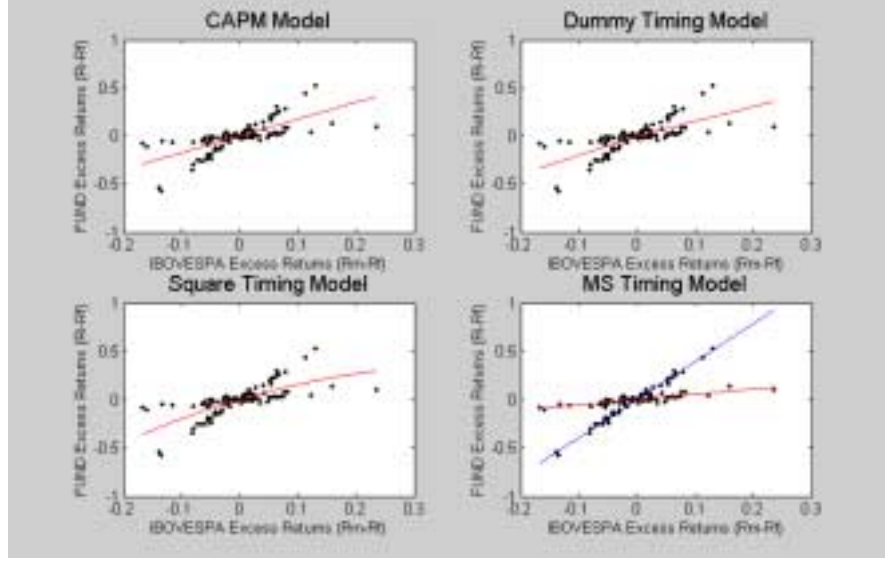 CAPM Model
1
0.5
0
-0.5
-1
FUND Excess Returns (Ri-Rf)
-0.2 -0.1 0 0.1 0.2 0.3
IBOVESPA Excess Returns (Rm-Rf)
Dummy Timing Model
1
0.5
0
-0.5
-1
FUND Excess Returns (Ri-Rf)
-0.2 -0.1 0 0.1 0.2 0.3
IBOVESPA Excess Returns (Rm-Rf)
Square Timing Model
1
0.5
0
-0.5
-1
FUND Excess Returns (Ri-Rf)
-0.2 -0.1 0 0.1 0.2 0.3
IBOVESPA Excess Returns (Rm-Rf)
MS Timing Model
1
0.5
0
-0.5
-1
FUND Excess Returns (Ri-Rf)
-0.2 -0.1 0 0.1 0.2 0.3
IBOVESPA Excess Returns (Rm-Rf)